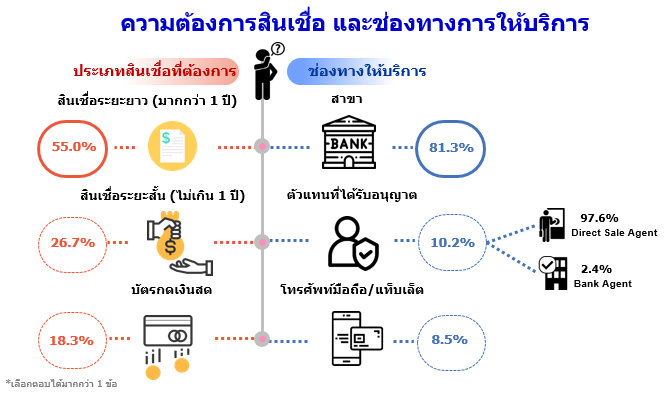 ความต้องการสินเชื่อ และช่องทางการให้บริการ
?
ประเภทสินเชื่อที่ต้องการ
ช่องทางให้บริการ
สินเชื่อระยะยาว (มากกว่า 1 ปี)
สาขา
55.0%
$
BANK
81.3%
สินเชื่อระยะสั้น (ไม่เกิน 1 ปี)
ตัวแทนที่ได้รับอนุญาต
26.7%
$
10.2%
97.6%
Direct Sale Agent
2.4%
Bank Agent
บัตรกดเงินสด
โทรศัพท์มือถือ/แท็บเล็ต
18.3%
8.5%
*เลือกตอบได้มากกว่า 1 ข้อ